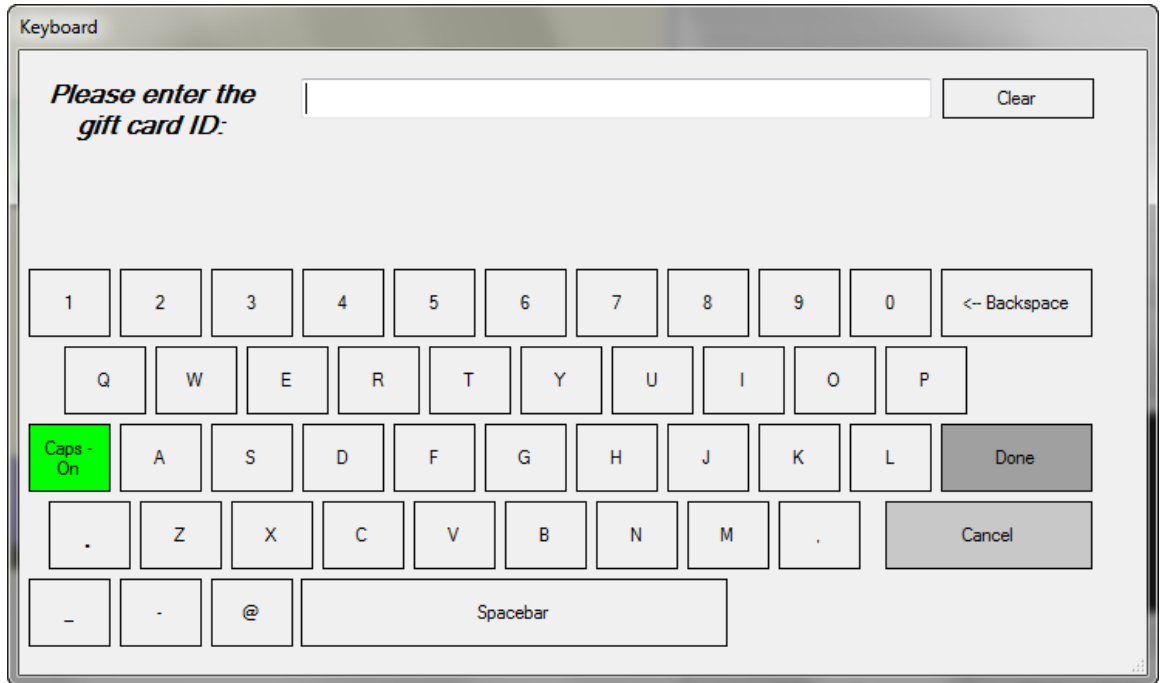 Keyboard
Please enter the
gift card ID:
Clear
1 2 3 4 5 6 7 8 9 0 <-- Backspace
Q W E R T Y U I O P
Caps -
On
A S D F G H J K L Done
. Z X C V B N M , Cancel
_ - @ Spacebar